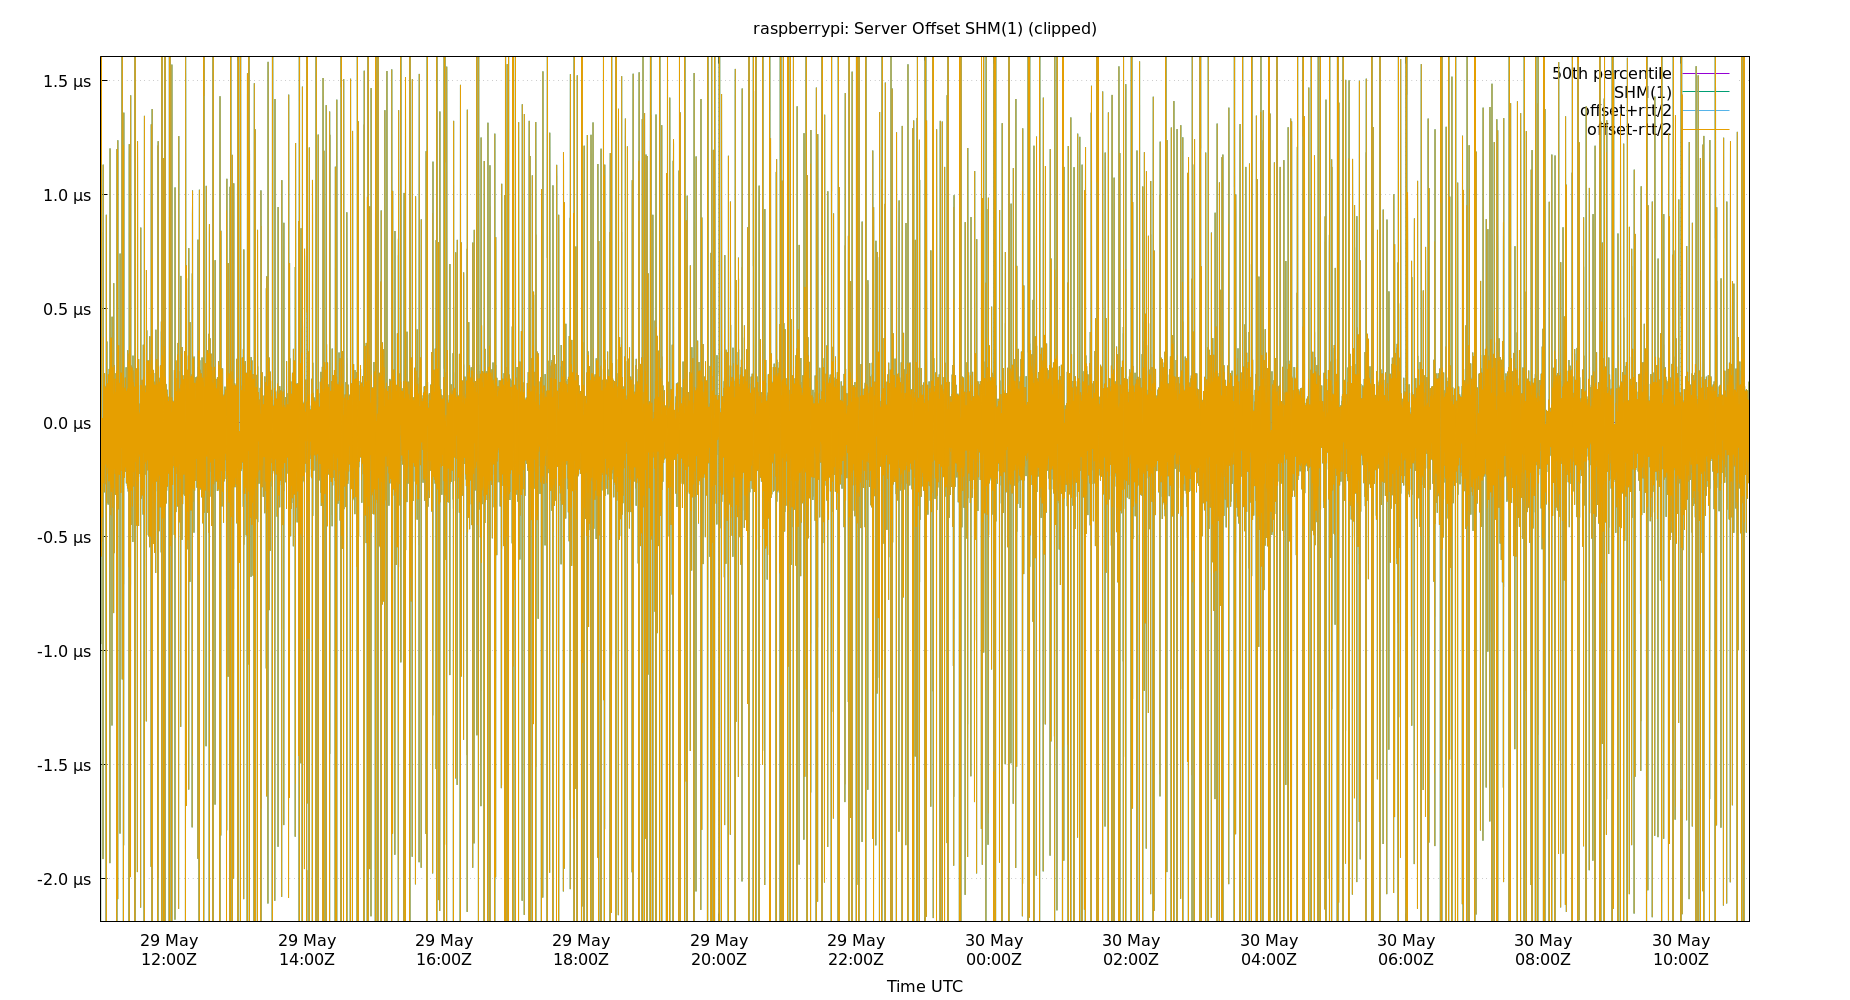 raspberrypi: Server Offset SHM(1) (clipped)
1.5 µs
1.0 µs
0.5 µs
0.0 µs
-0.5 µs
-1.0 µs
-1.5 µs
-2.0 µs
50th percentile
SHM(1)
offset+rtt/2
offset-rtt/2
29 May 29 May 29 May 29 May 29 May 29 May 30 May 30 May 30 May 30 May 30 May 30 May
12:00Z 14:00Z 16:00Z 18:00Z 20:00Z 22:00Z 00:00Z 02:00Z 04:00Z 06:00Z 08:00Z 10:00Z
Time UTC